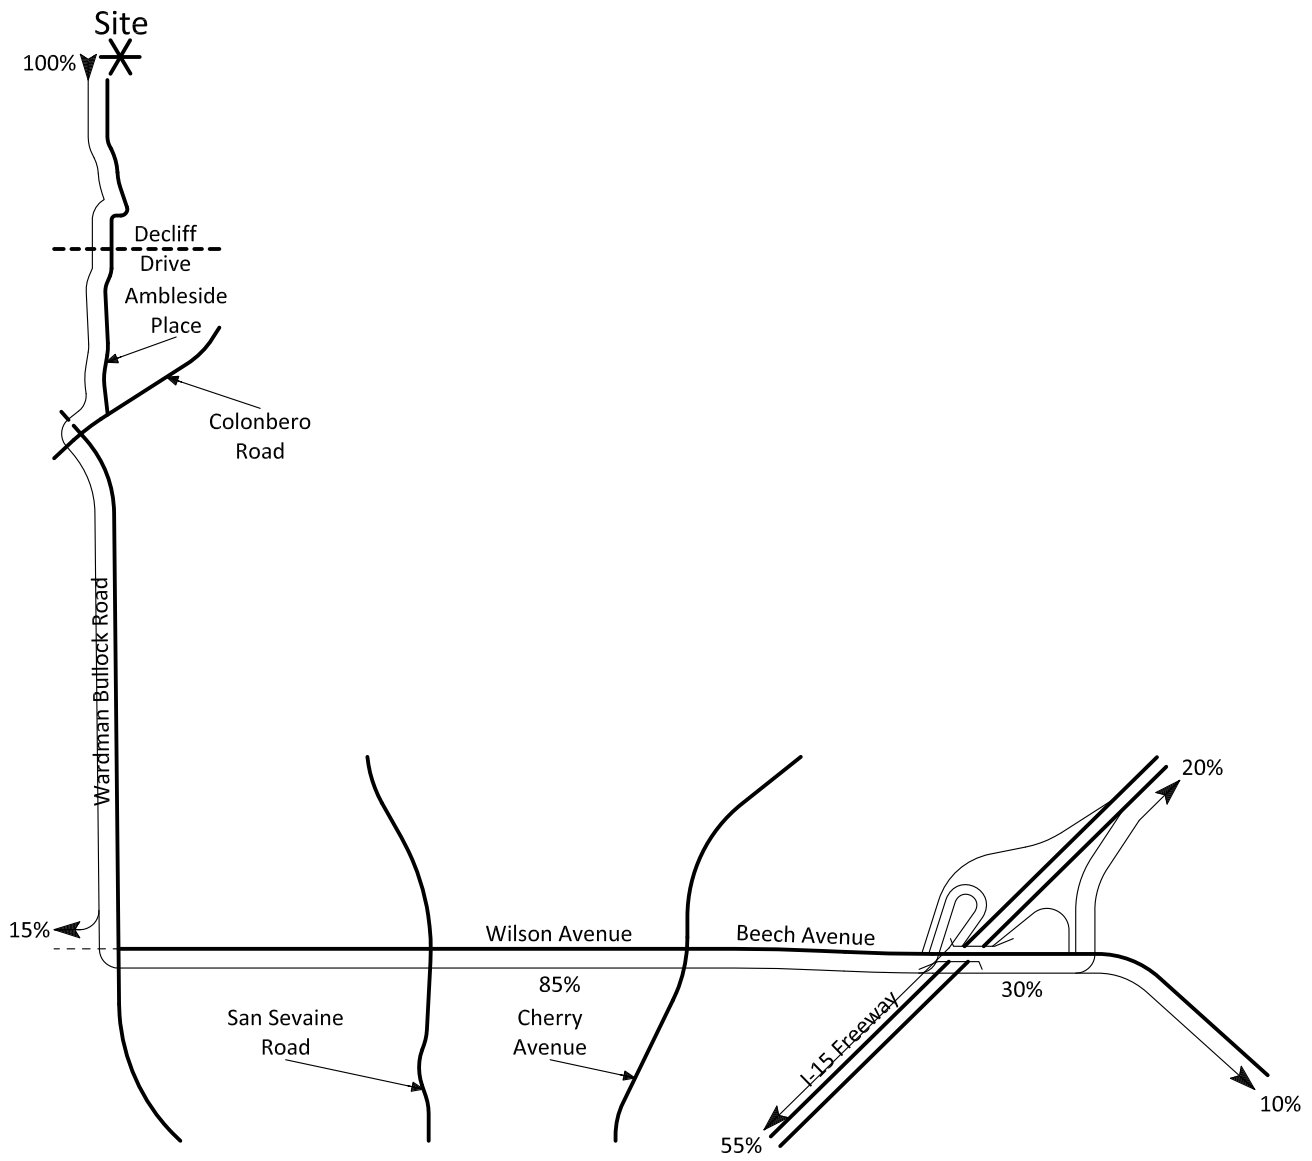 Site
100%
Decliff
Drive
Ambleside
Place
Colonbero
Road
Wardman Bullock Road
20%
15%
Wilson Avenue
Beech Avenue
85%
30%
San Sevaine
Road
Cherry
Avenue
I-15 Freeway
10%
55%